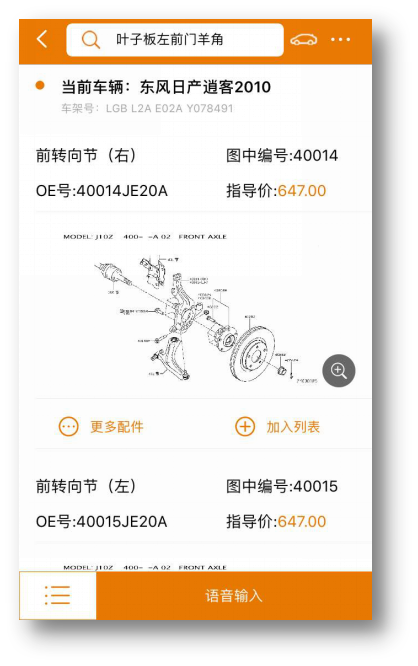 叶子板左前门羊角
当前车辆：东风日产逍客2010
车架号：LGB L2A E02A Y078491
前转向节（右） 图中编号:40014
OE号:40014JE20A 指导价:647.00
MODEL: J10Z 400- -A 02 FRONT AXLE
更多配件 加入列表
前转向节（左） 图中编号:40015
OE号:40015JE20A 指导价:647.00
MODEL: J10Z 400- -A 02 FRONT AXLE
语音输入